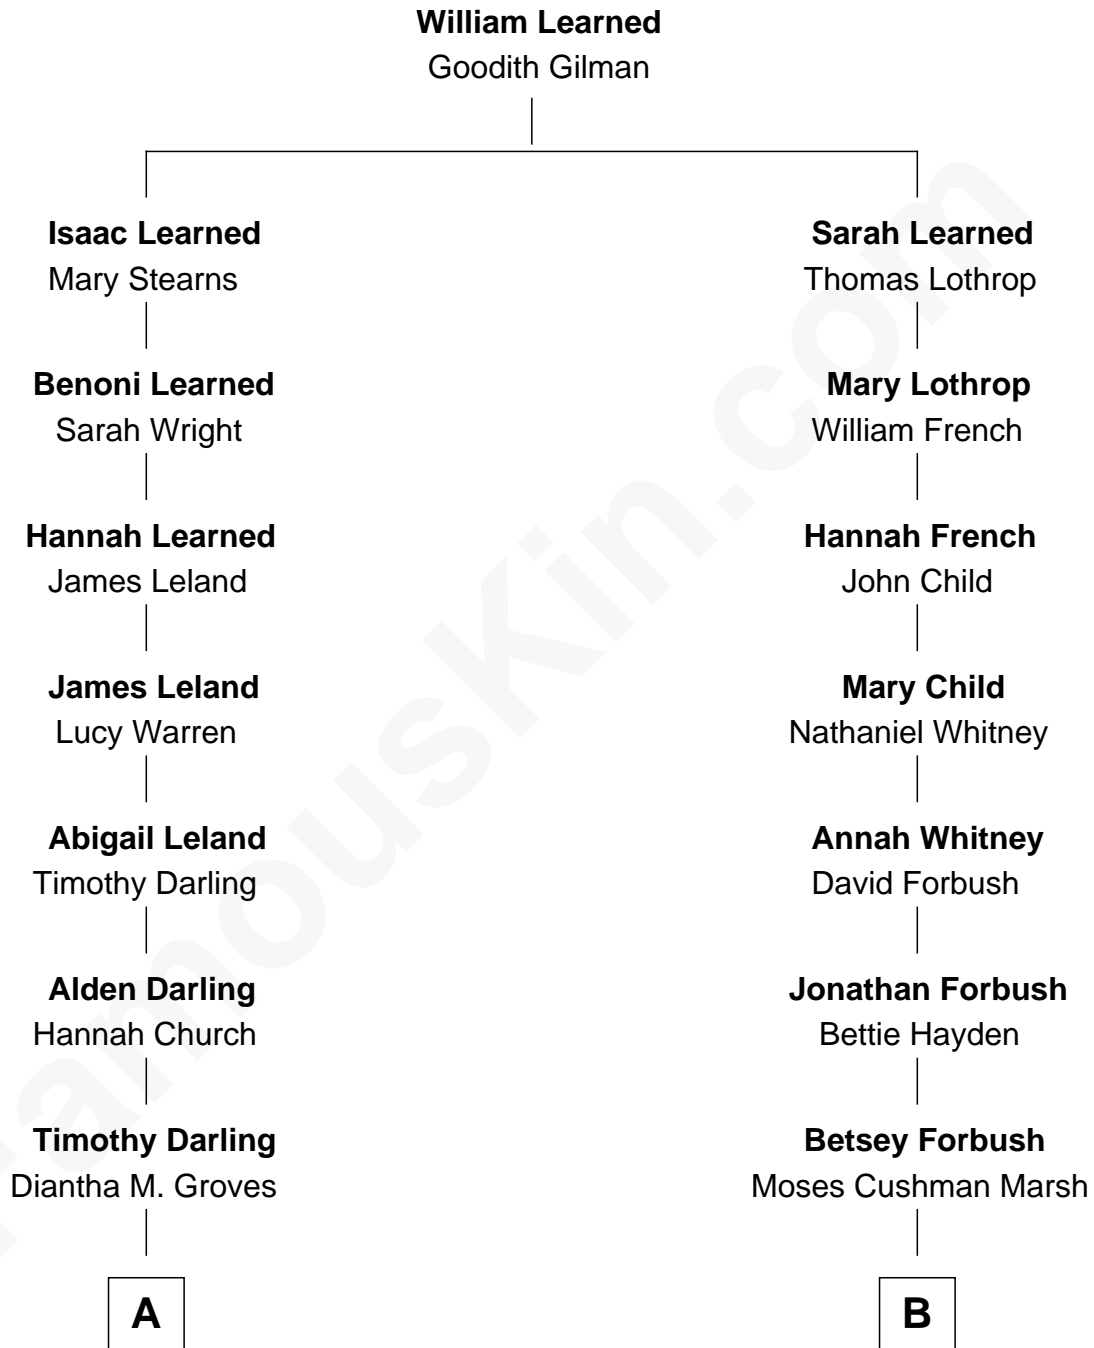 William Learned
Goodith Gilman
Isaac Learned
Mary Stearns
Sarah Learned
Thomas Lothrop
Benoni Learned
Sarah Wright
Mary Lothrop
William French
Hannah Learned
James Leland
Hannah French
John Child
James Leland
Lucy Warren
Mary Child
Nathaniel Whitney
Abigail Leland
Timothy Darling
Annah Whitney
David Forbush
Alden Darling
Hannah Church
Jonathan Forbush
Bettie Hayden
Timothy Darling
Diantha M. Groves
Betsey Forbush
Moses Cushman Marsh
A
B
FamousKin.com